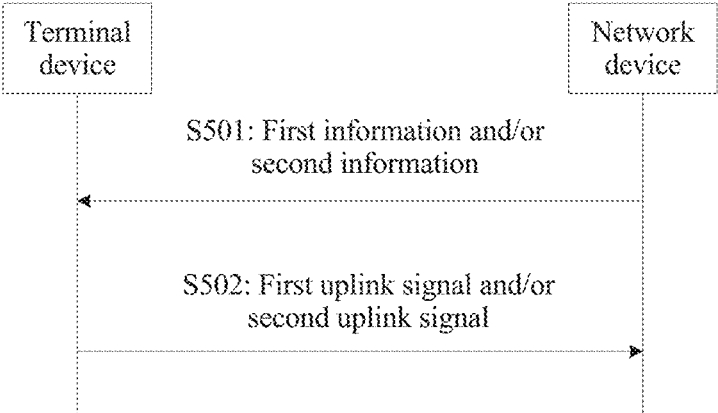 Terminal
device
Network
device
S501: First information and/or
second information
S502: First uplink signal and/or
second uplink signal